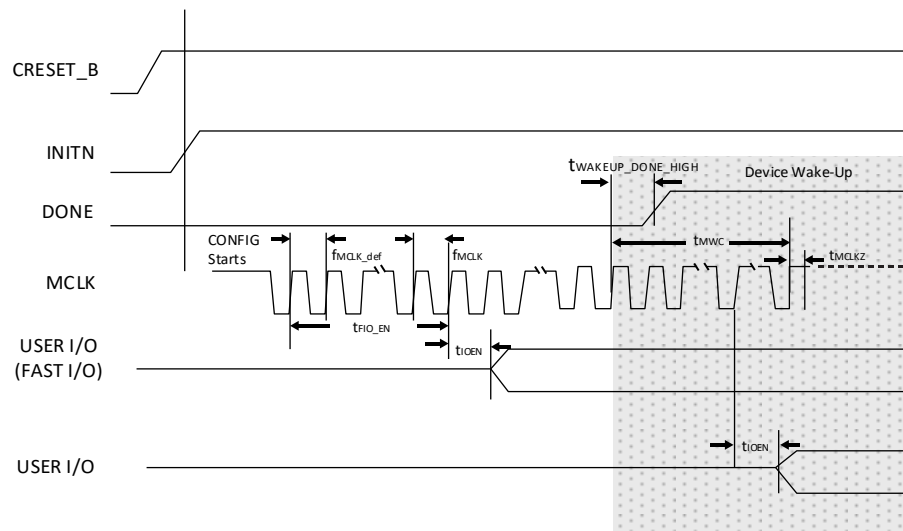 CRESET_B
INITN
tWAKEUP_DONE_HIGH
Device Wake-Up
DONE
CONFIG
Starts
fMCLK_def
fMCLK
tMWC
tMCLKZ
MCLK
tFIO_EN
USER I/O
(FAST I/O)
tIOEN
USER I/O
tIOEN